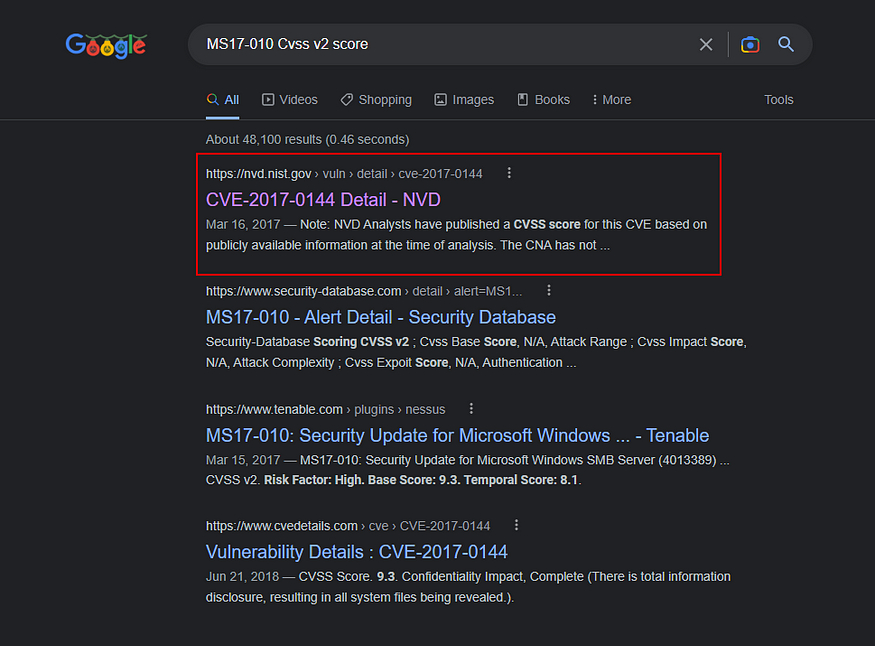 Google
MS17-010 Cvss v2 score
All Videos Shopping Images Books More Tools
About 48,100 results (0.46 seconds)
https://nvd.nist.gov › vuln › detail › cve-2017-0144
CVE-2017-0144 Detail - NVD
Mar 16, 2017 — Note: NVD Analysts have published a CVSS score for this CVE based on
publicly available information at the time of analysis. The CNA has not ...
https://www.security-database.com › detail › alert=MS1...
MS17-010 - Alert Detail - Security Database
Security-Database Scoring CVSS v2 ; Cvss Base Score, N/A, Attack Range ; Cvss Impact Score,
N/A, Attack Complexity ; Cvss Expoit Score, N/A, Authentication ...
https://www.tenable.com › plugins › nessus
MS17-010: Security Update for Microsoft Windows ... - Tenable
Mar 15, 2017 — MS17-010: Security Update for Microsoft Windows SMB Server (4013389) ...
CVSS v2. Risk Factor: High. Base Score: 9.3. Temporal Score: 8.1.
https://www.cvedetails.com › cve › CVE-2017-0144
Vulnerability Details : CVE-2017-0144
Jun 21, 2018 — CVSS Score. 9.3. Confidentiality Impact, Complete (There is total information
disclosure, resulting in all system files being revealed.).